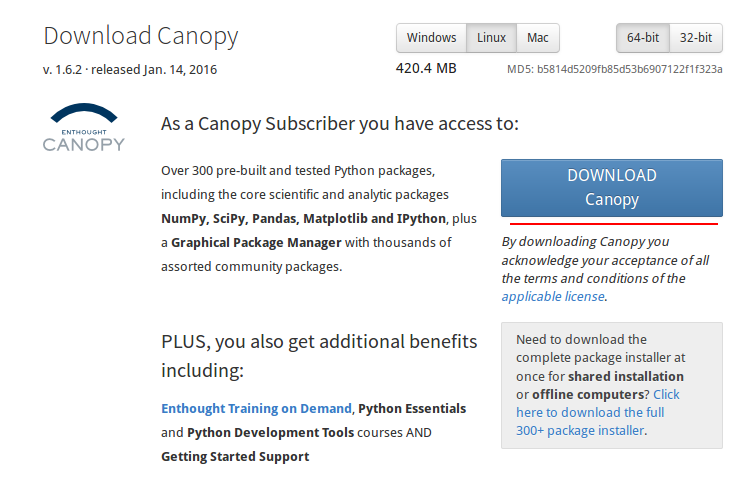 Download Canopy
Windows Linux Mac
64-bit 32-bit
v. 1.6.2 · released Jan. 14, 2016
420.4 MB
MD5: b5814d5209fb85d53b6907122f1f323a
ENTHOUGHT
CANOPY
As a Canopy Subscriber you have access to:
Over 300 pre-built and tested Python packages,
including the core scientific and analytic packages
NumPy, SciPy, Pandas, Matplotlib and IPython, plus
a Graphical Package Manager with thousands of
assorted community packages.
DOWNLOAD
Canopy
By downloading Canopy you
acknowledge your acceptance of all
the terms and conditions of the
applicable license.
PLUS, you also get additional benefits
including:
Enthought Training on Demand, Python Essentials
and Python Development Tools courses AND
Getting Started Support
Need to download the
complete package installer at
once for shared installation
or offline computers? Click
here to download the full
300+ package installer.